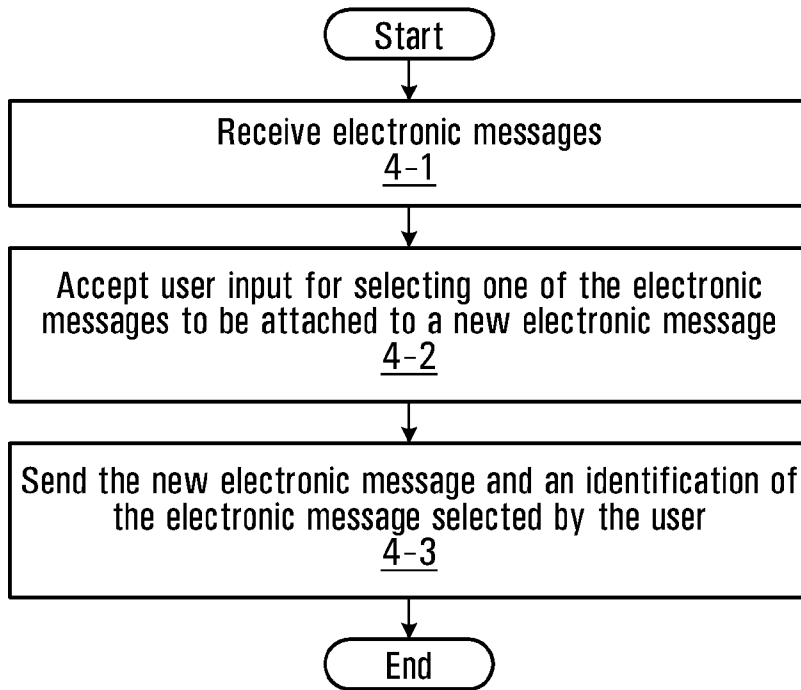 Start
Receive electronic messages
4-1
Accept user input for selecting one of the electronic
messages to be attached to a new electronic message
4-2
Send the new electronic message and an identification of
the electronic message selected by the user
4-3
End